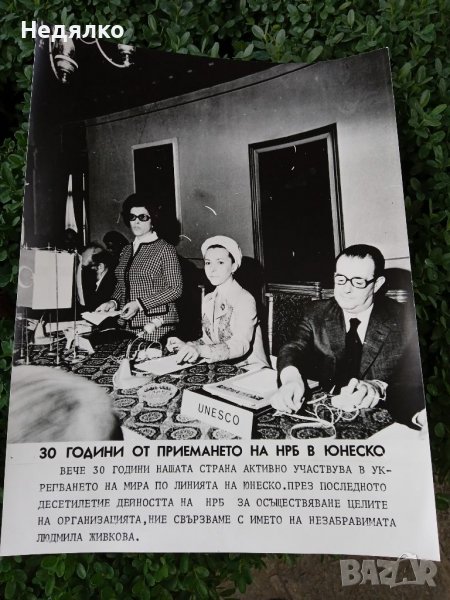 Недялко
UNESCO
30 ГОДИНИ ОТ ПРИЕМАНЕТО НА НРБ В ЮНЕСКО
ВЕЧЕ 30 ГОДИНИ НАШАТА СТРАНА АКТИВНО УЧАСТВУВА В УК-
РЕПВАНЕТО НА МИРА ПО ЛИНИЯТА НА ЮНЕСКО.ПРЕЗ ПОСЛЕДНОТО
ДЕСЕТИЛЕТИЕ ДЕЙНОСТТА НА НРБ ЗА ОСЪЩЕСТВЯВАНЕ ЦЕЛИТЕ
НА ОРГАНИЗАЦИЯТА,НИЕ СВЪРЗВАМЕ С ИМЕТО НА НЕЗАБРАВИМАТА
ЛЮДМИЛА ЖИВКОВА.
BAZAR